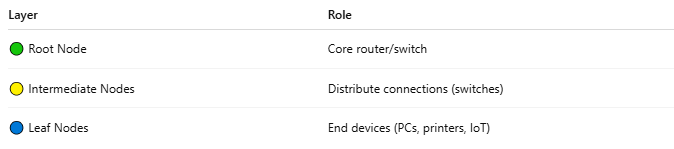 Layer Role
Root Node Core router/switch
Intermediate Nodes Distribute connections (switches)
Leaf Nodes End devices (PCs, printers, IoT)